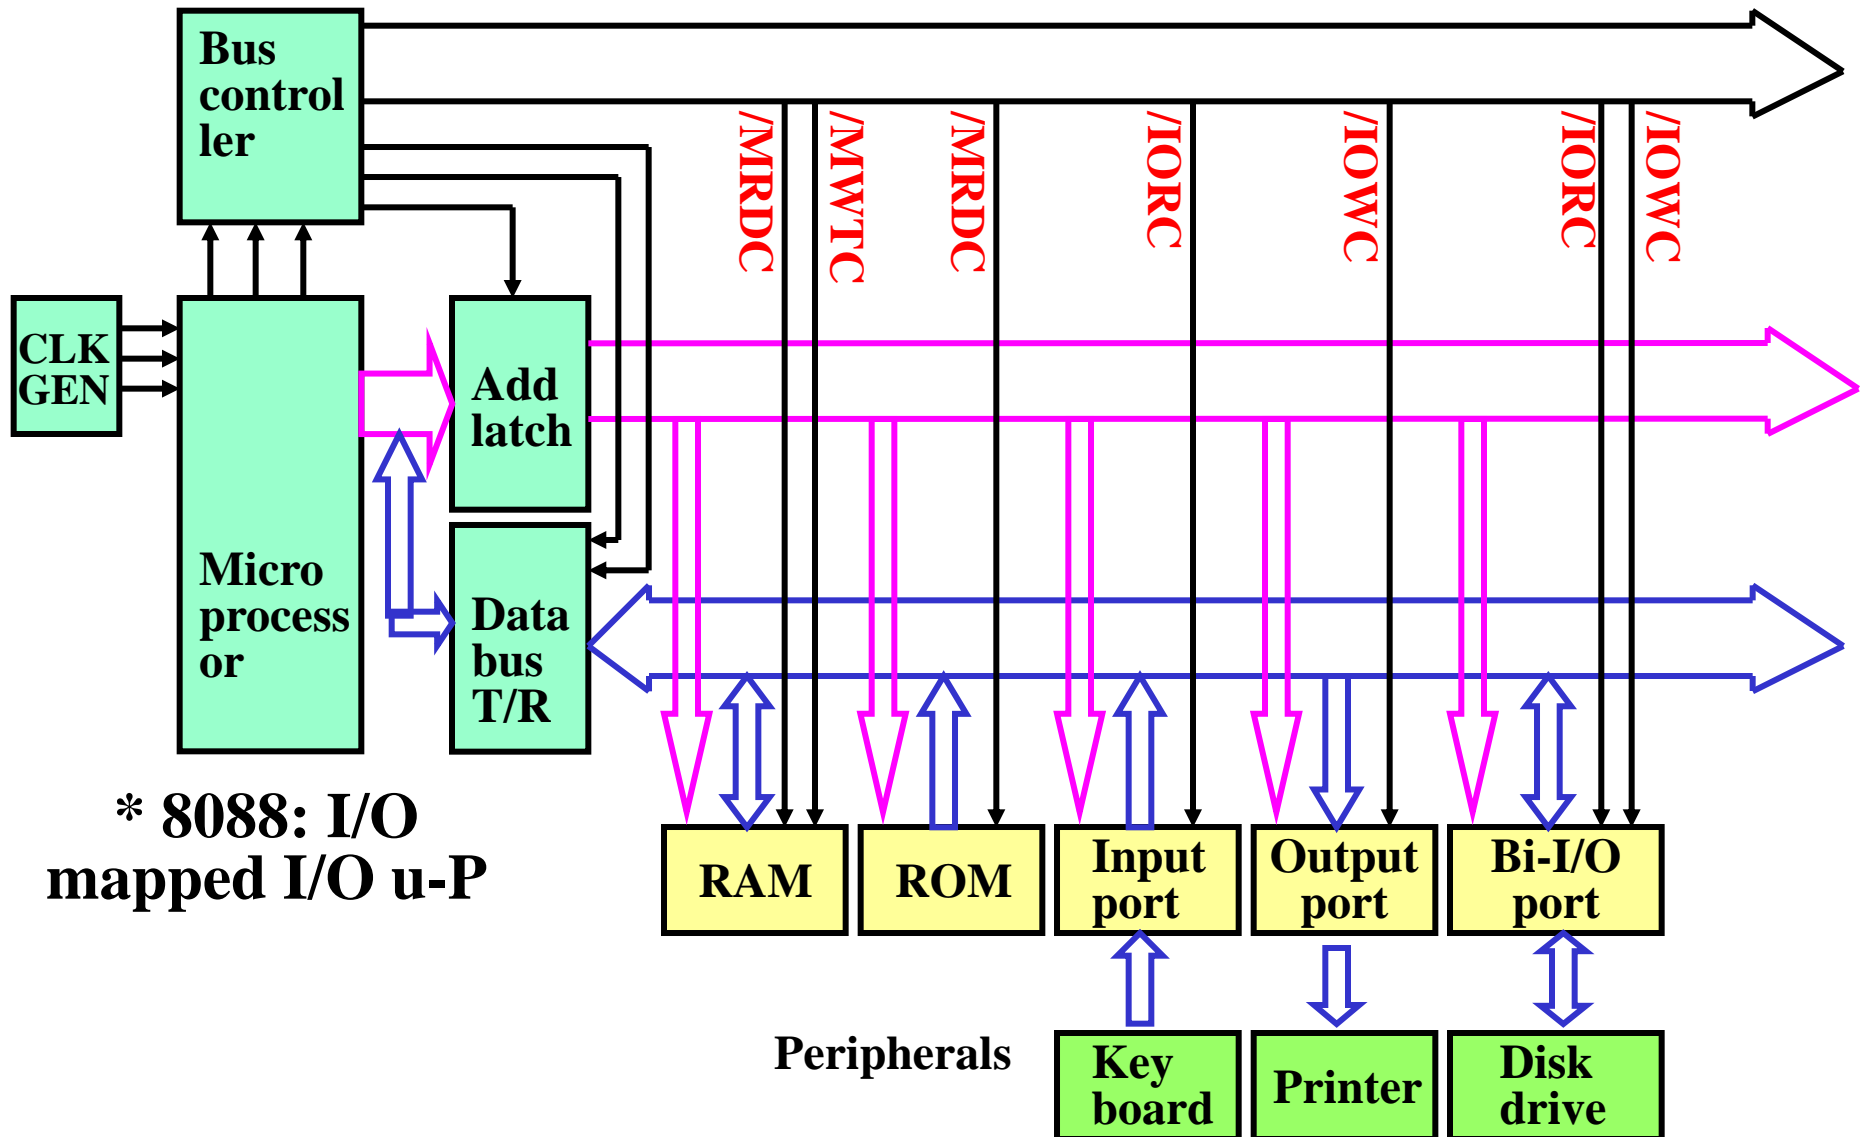 Bus
control
ler
/MRDC
/MWTC
/MRDC
/IORC
/IOWC
/IORC
/IOWC
CLK
GEN
Add
latch
Micro
process
or
Data
bus
T/R
* 8088: I/O
mapped I/O u-P
RAM
ROM
Input
port
Output
port
Bi-I/O
port
Peripherals
Key
board
Printer
Disk
drive